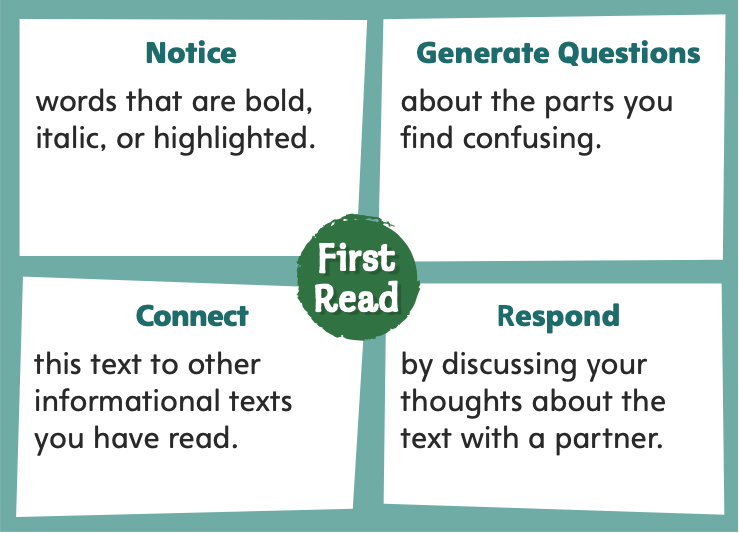 Notice
words that are bold,
italic, or highlighted.
Generate Questions
about the parts you
find confusing.
First
Read
Connect
this text to other
informational texts
you have read.
Respond
by discussing your
thoughts about the
text with a partner.